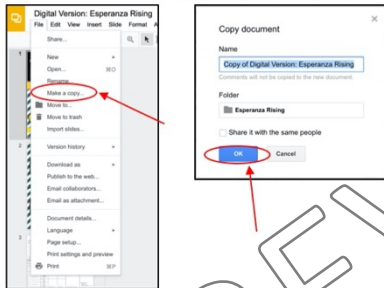 Digital Version: Esperanza Rising
File Edit View Insert Slide Format
Share...
New
Open... ⌘O
Rename...
Make a copy...
Move to...
Move to trash
Import slides...
Version history
Download as
Publish to the web...
Email collaborators...
Email as attachment...
Document details...
Language
Page setup...
Print settings and preview
Print ⌘P
1
2
3
Copy document
Name
Copy of Digital Version: Esperanza Rising
Comments will not be copied to the new document.
Folder
Esperanza Rising
Share it with the same people
OK Cancel